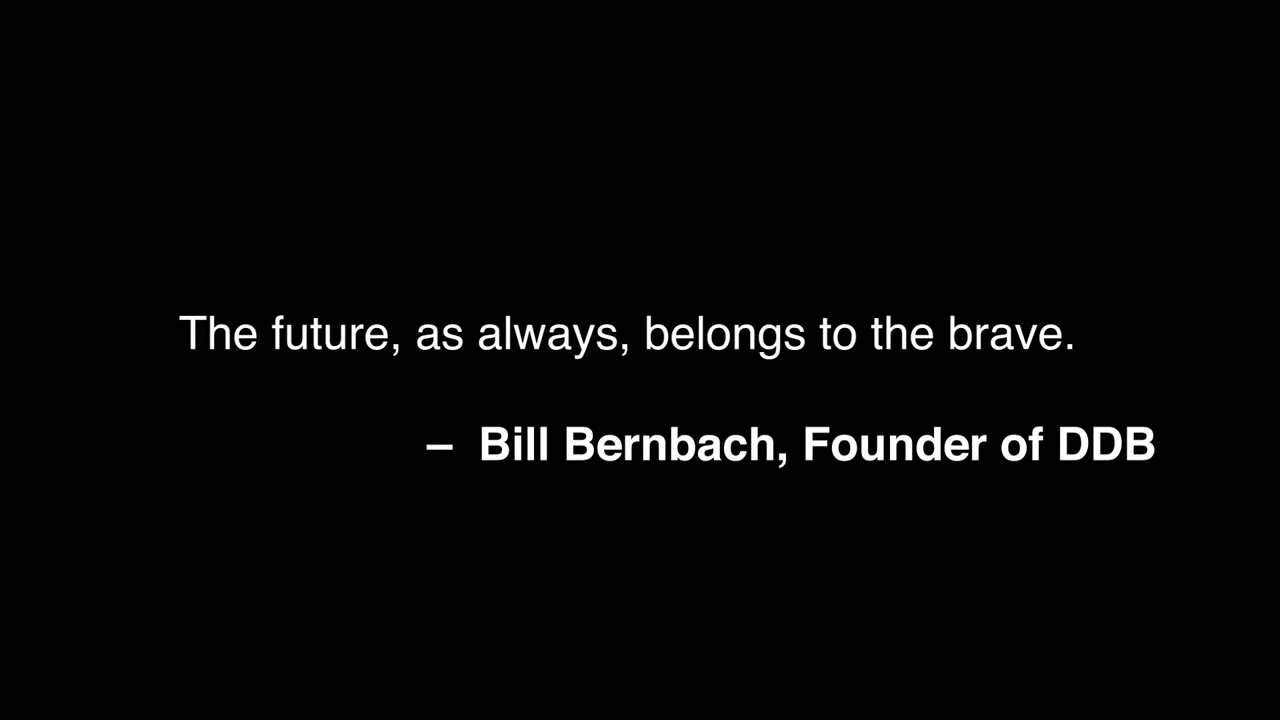 The future, as always, belongs to the brave.
– Bill Bernbach, Founder of DDB